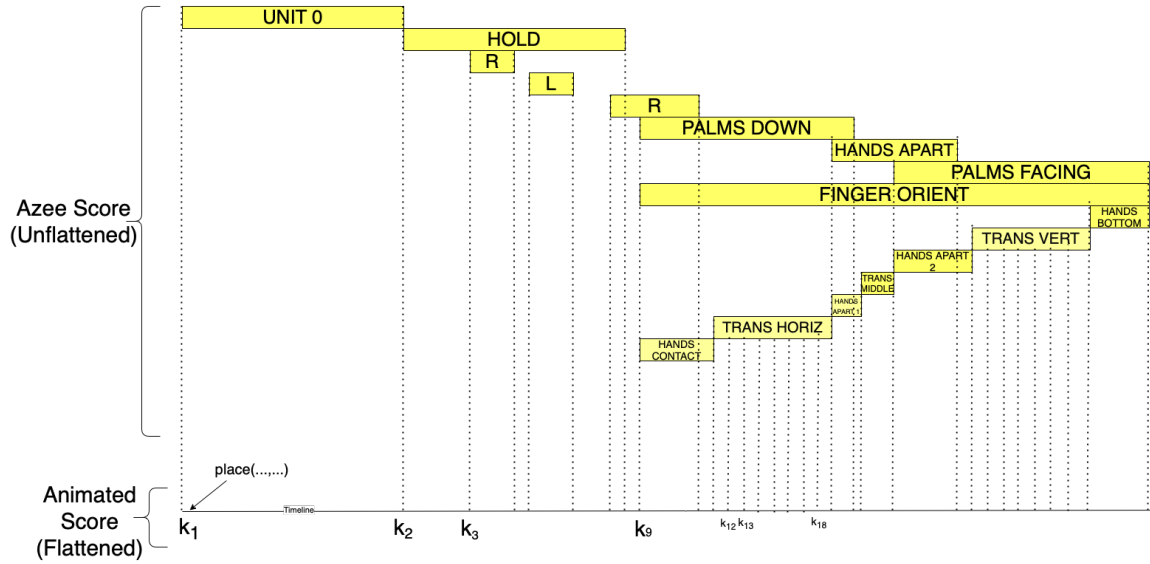 UNIT 0
HOLD
R
L
R
PALMS DOWN
HANDS APART
PALMS FACING
FINGER ORIENT
Azee Score
(Unflattened)
HANDS
BOTTOM
TRANS VERT
HANDS APART
2
TRANS
MIDDLE
HANDS
APART 1
TRANS HORIZ
HANDS
CONTACT
place(...,...)
Animated
Score
(Flattened)
Timeline
k₁ k₂ k₃ k₉ k₁₂ k₁₃ k₁₈